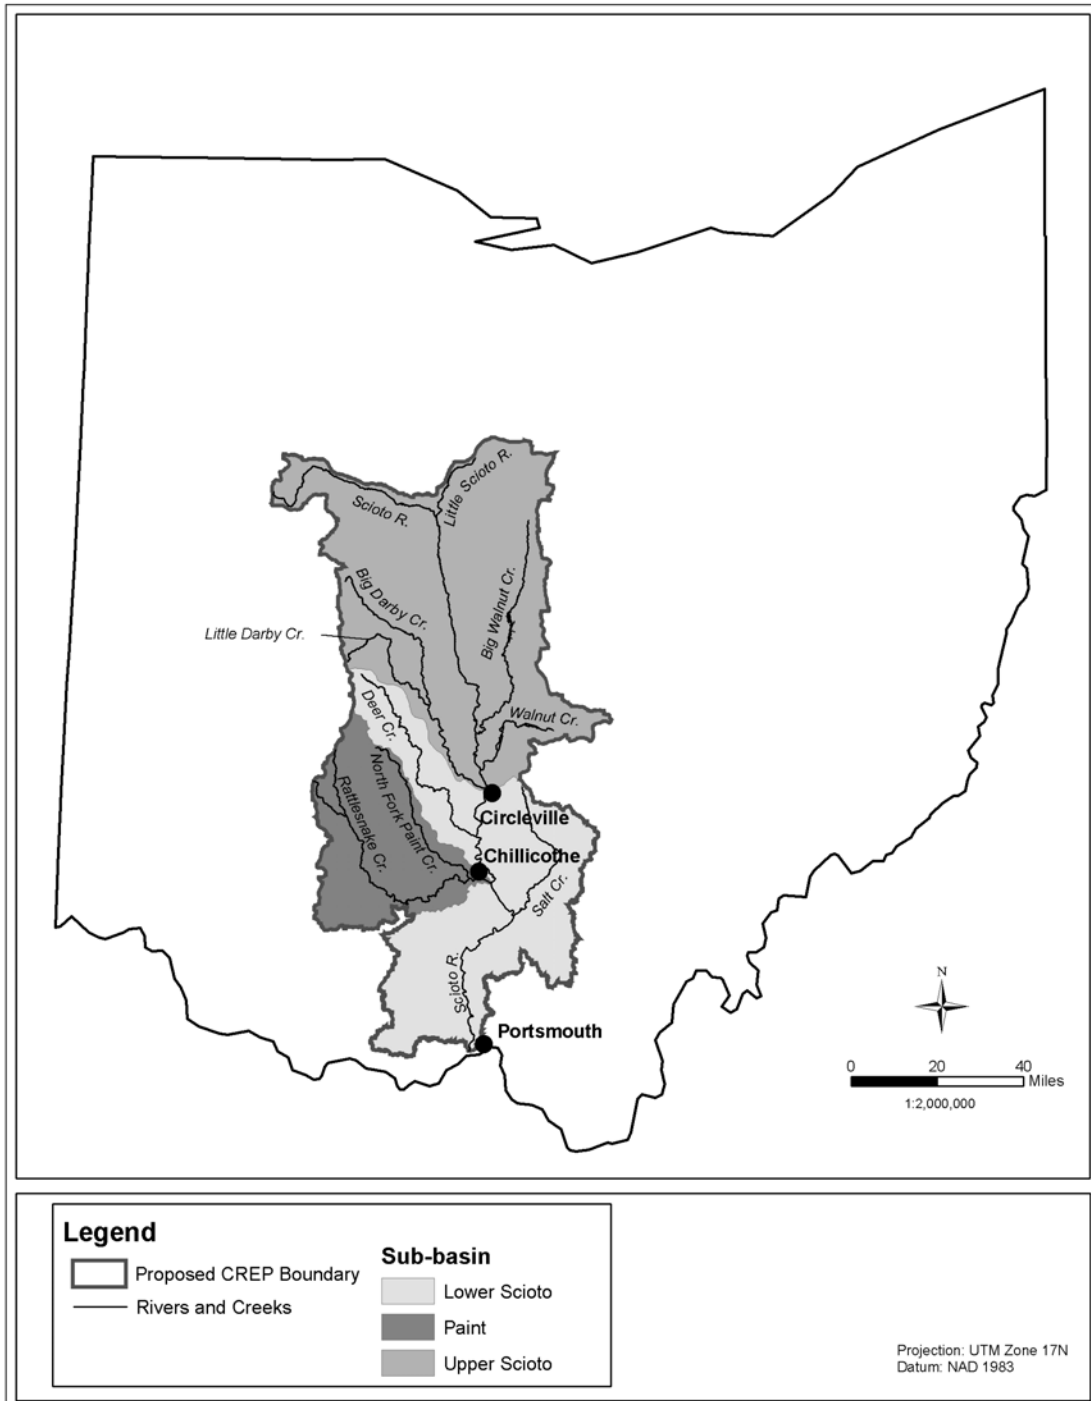 Little Scioto R.
Scioto R.
Big Darby Cr.
Big Walnut Cr.
Little Darby Cr.
Deer Cr.
Walnut Cr.
North Fork Paint Cr.
Rattlesnake Cr.
Circleville
Chillicothe
Salt Cr.
Scioto R.
Portsmouth
N
0 20 40
Miles
1:2,000,000
Legend
Proposed CREP Boundary
Rivers and Creeks
Sub-basin
Lower Scioto
Paint
Upper Scioto
Projection: UTM Zone 17N
Datum: NAD 1983